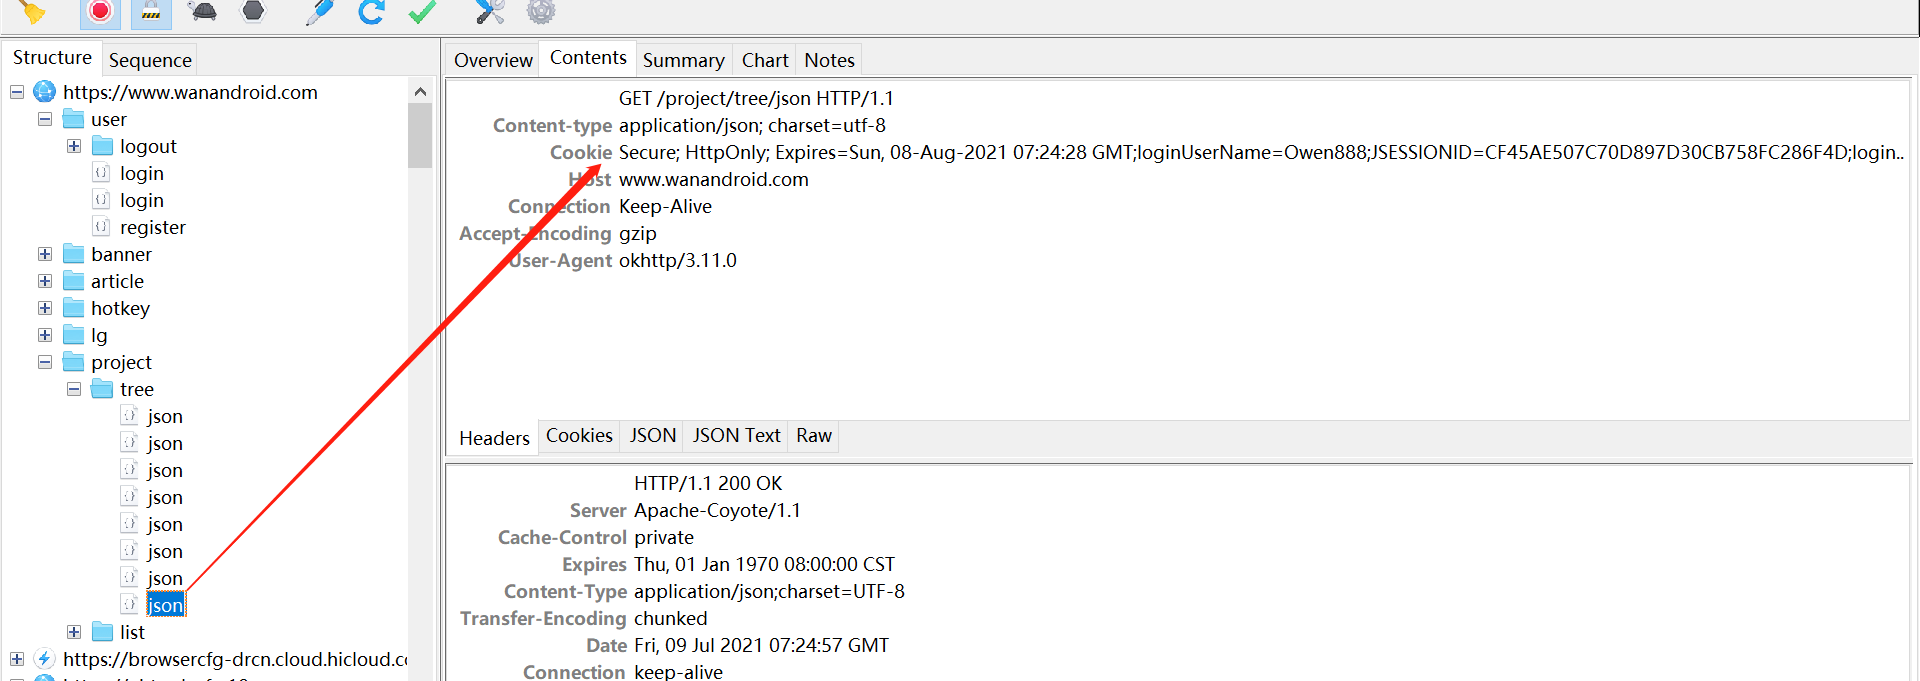 Structure
Sequence
https://www.wanandroid.com
user
logout
login
login
register
banner
article
hotkey
lg
project
tree
json
json
json
json
json
json
json
json
list
https://browsercfg-drcn.cloud.hicloud.c
Overview
Contents
Summary
Chart
Notes
GET /project/tree/json HTTP/1.1
Content-type application/json; charset=utf-8
Cookie Secure; HttpOnly; Expires=Sun, 08-Aug-2021 07:24:28 GMT;loginUserName=Owen888;JSESSIONID=CF45AE507C70D897D30CB758FC286F4D;login..
Host www.wanandroid.com
Connection Keep-Alive
Accept-Encoding gzip
User-Agent okhttp/3.11.0
Headers
Cookies
JSON
JSON Text
Raw
HTTP/1.1 200 OK
Server Apache-Coyote/1.1
Cache-Control private
Expires Thu, 01 Jan 1970 08:00:00 CST
Content-Type application/json;charset=UTF-8
Transfer-Encoding chunked
Date Fri, 09 Jul 2021 07:24:57 GMT
Connection keep-alive